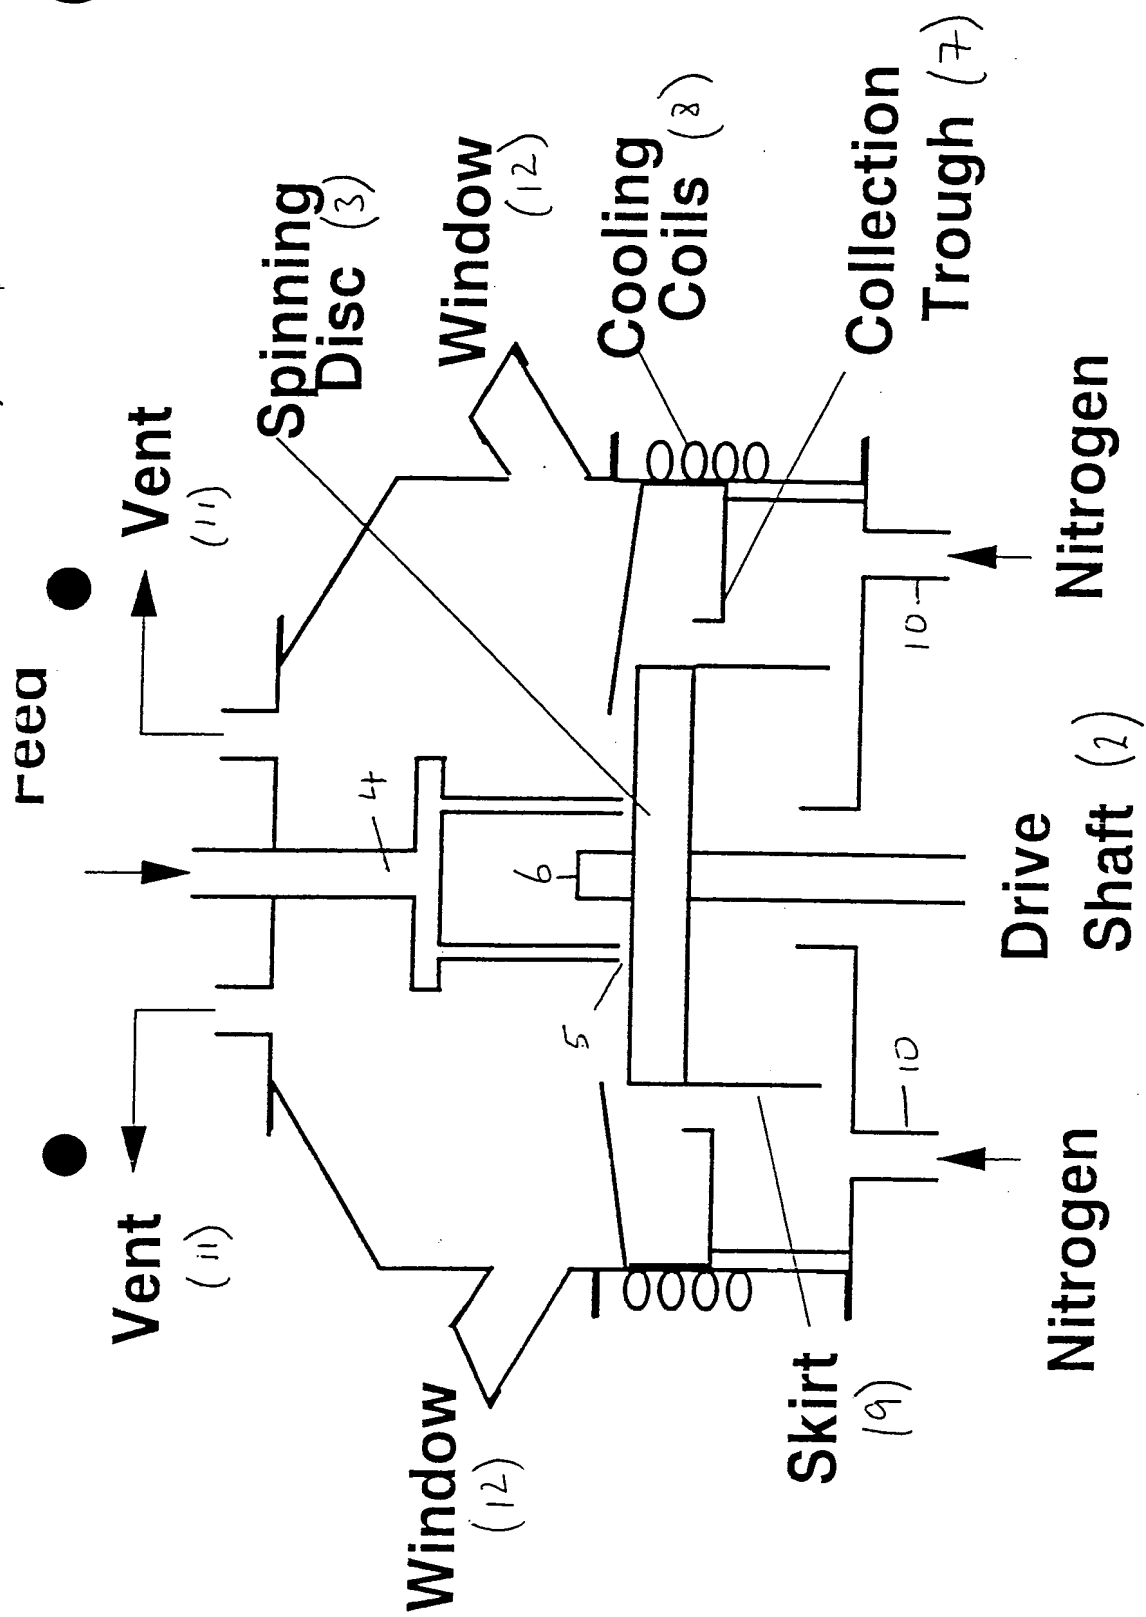 Feed
Vent
(11)
Vent
(11)
Spinning
Disc (3)
4
Window
(12)
Window
(12)
6
5
Cooling
Coils (8)
Skirt
(9)
Collection
Trough (7)
10
10
Nitrogen
Drive
Shaft (2)
Nitrogen